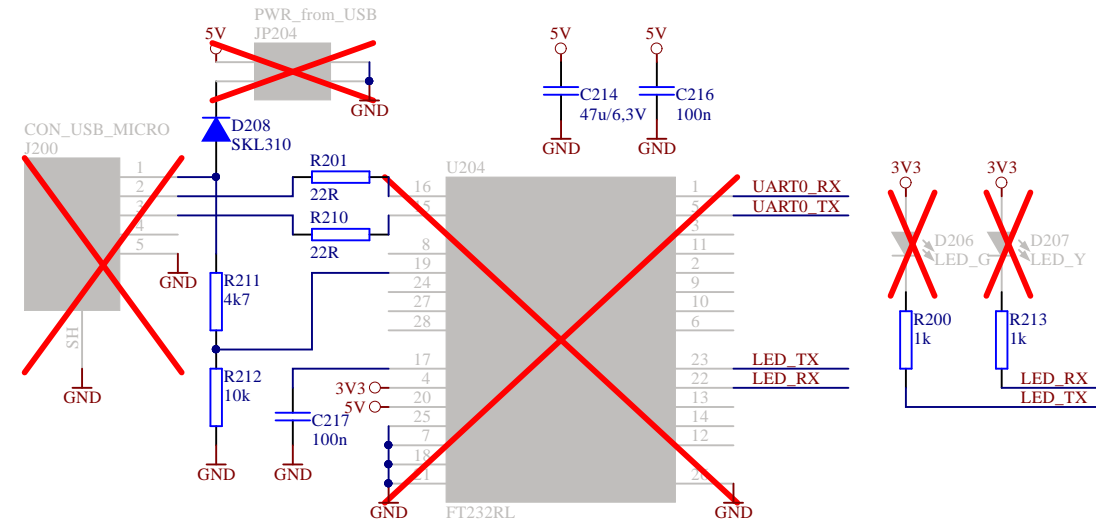 PWR_from_USB
JP204
5V
GND
5V
C214
47u/6,3V
GND
5V
C216
100n
GND
CON_USB_MICRO
J200
1
2
3
4
5
SH
GND
GND
D208
SKL310
R201
22R
R210
22R
R211
4k7
R212
10k
GND
C217
100n
GND
3V3
5V
U204
16
8
19
24
27
28
17
4
20
25
7
18
21
GND
1
5
3
11
2
9
10
6
23
22
13
14
12
26
GND
FT232RL
UART0_RX
UART0_TX
LED_TX
LED_RX
3V3
D206
LED_G
R200
1k
3V3
D207
LED_Y
R213
1k
LED_RX
LED_TX